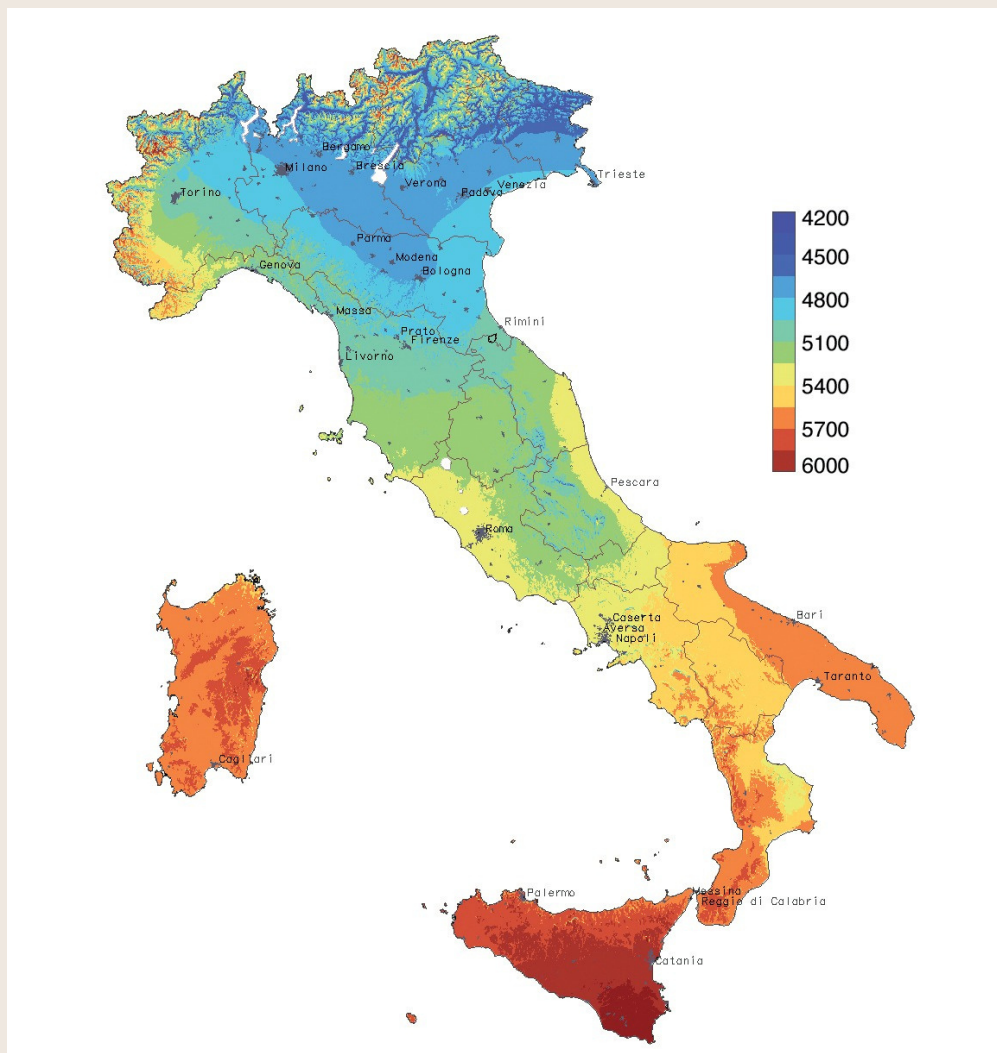 Bergamo
Milano
Brescia
Trieste
Verona
Venezia
Torino
Padova
4200
Parma
4500
Modena
Genova
Bologna
4800
Massa
Rimini
Prato
Firenze
5100
Livorno
5400
5700
6000
Pescara
Roma
Bari
Caserta
Aversa
Napoli
Taranto
Cagliari
Palermo
Messina
Reggio di Calabria
Catania